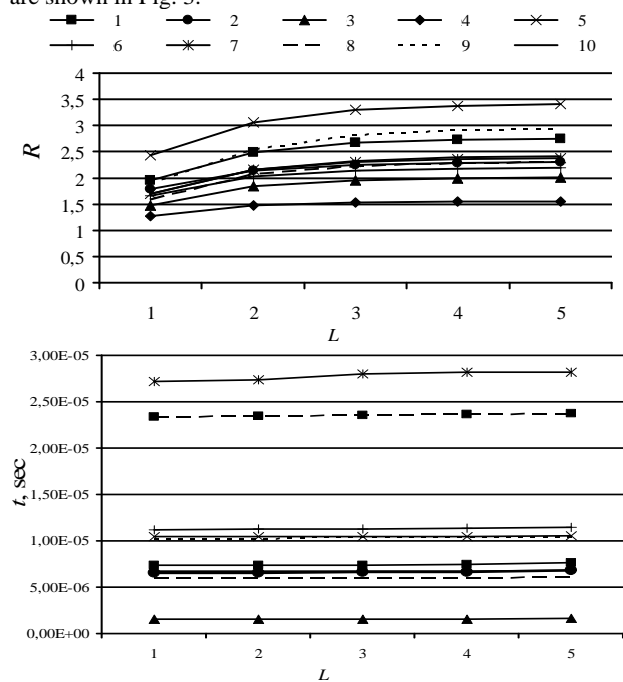 are shown in Fig. 3.
1 2 3 4 5
6 7 8 9 10
4
3,5
3
2,5
2
1,5
1
0,5
0
R
1 2 3 4 5
L
3,00E-05
2,50E-05
2,00E-05
1,50E-05
1,00E-05
5,00E-06
0,00E+00
t, sec
1 2 3 4 5
L